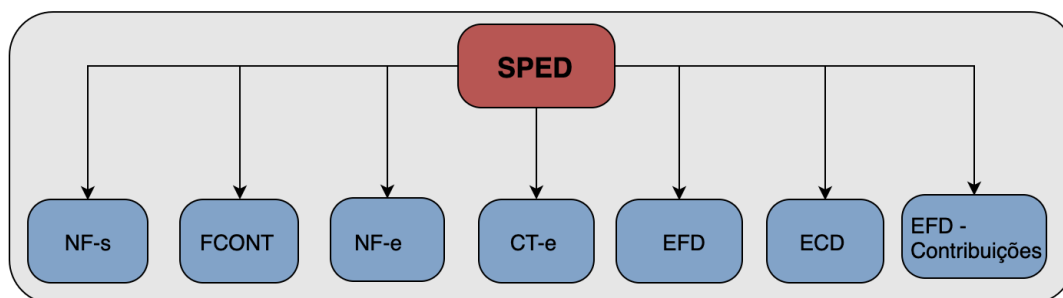 SPED
NF-s
FCONT
NF-e
CT-e
EFD
ECD
EFD -
Contribuições